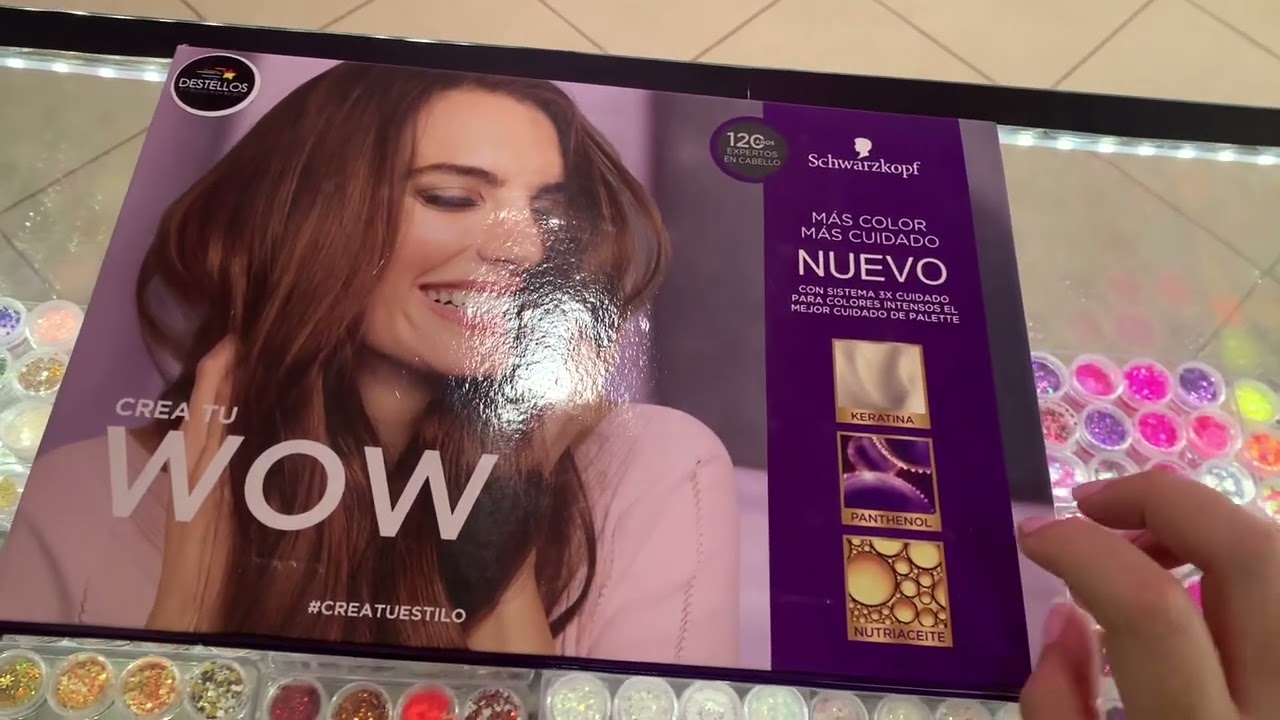 DESTÉLLOS
CREA TU
WOW
#CREATUESTILO
120 AÑOS
EXPERTOS
EN CABELLO
Schwarzkopf
MÁS COLOR
MÁS CUIDADO
NUEVO
CON SISTEMA 3X CUIDADO
PARA COLORES INTENSOS EL
MEJOR CUIDADO DE PALETTE
KERATINA
PANTHENOL
NUTRIACEITE